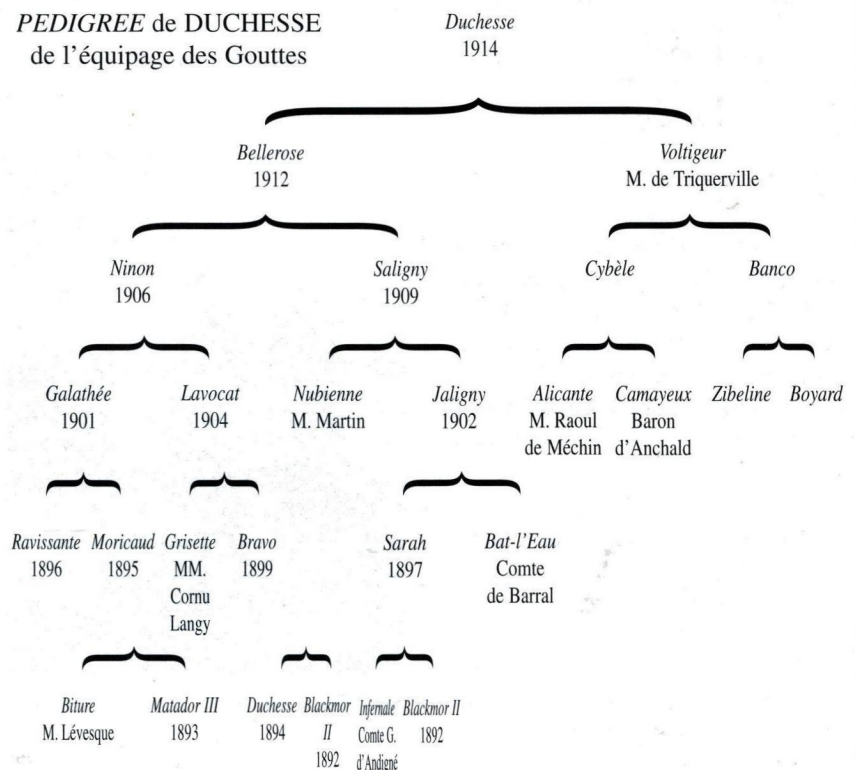 PEDIGREE de DUCHESSE
de l’équipage des Gouttes
Duchesse
1914
Bellerose
1912
Voltigeur
M. de Triquerville
Ninon
1906
Saligny
1909
Cybèle
Banco
Galathée
1901
Lavocat
1904
Nubienne
M. Martin
Jaligny
1902
Alicante
M. Raoul
de Méchin
Camayeux
Baron
d’Anchald
Zibeline
Boyard
Ravissante
1896
Moricaud
1895
Grisette
MM.
Cornu
Langy
Bravo
1899
Sarah
1897
Bat-l’Eau
Comte
de Barral
Biture
M. Lévesque
Matador III
1893
Duchesse
1894
Blackmor
II
1892
Infernale
Comte G.
d’Andigné
Blackmor II
1892